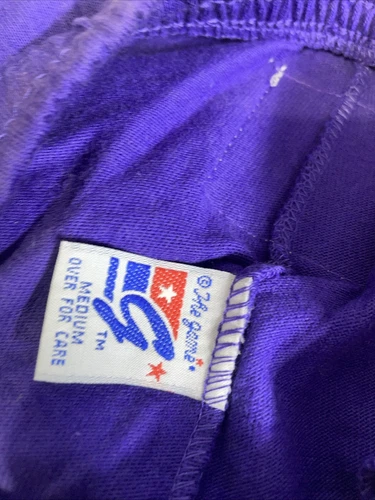 © The game.
G
TM
MEDIUM
OVER FOR CARE